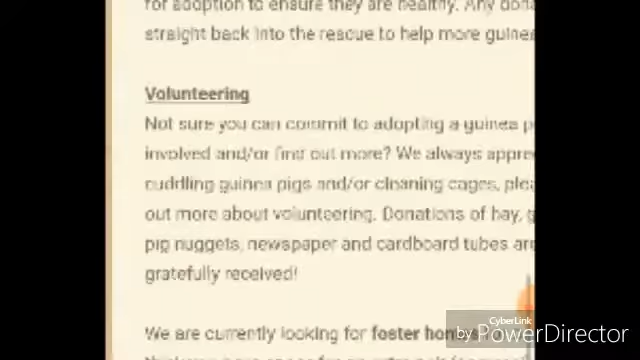 for adoption to ensure they are healthy. Any dona
straight back into the rescue to help more guinea
Volunteering
Not sure you can commit to adopting a guinea p
involved and/or find out more? We always appre
cuddling guinea pigs and/or cleaning cages, plea
out more about volunteering. Donations of hay, g
pig nuggets, newspaper and cardboard tubes are
gratefully received!
We are currently looking for foster homes
CyberLink
by PowerDirector